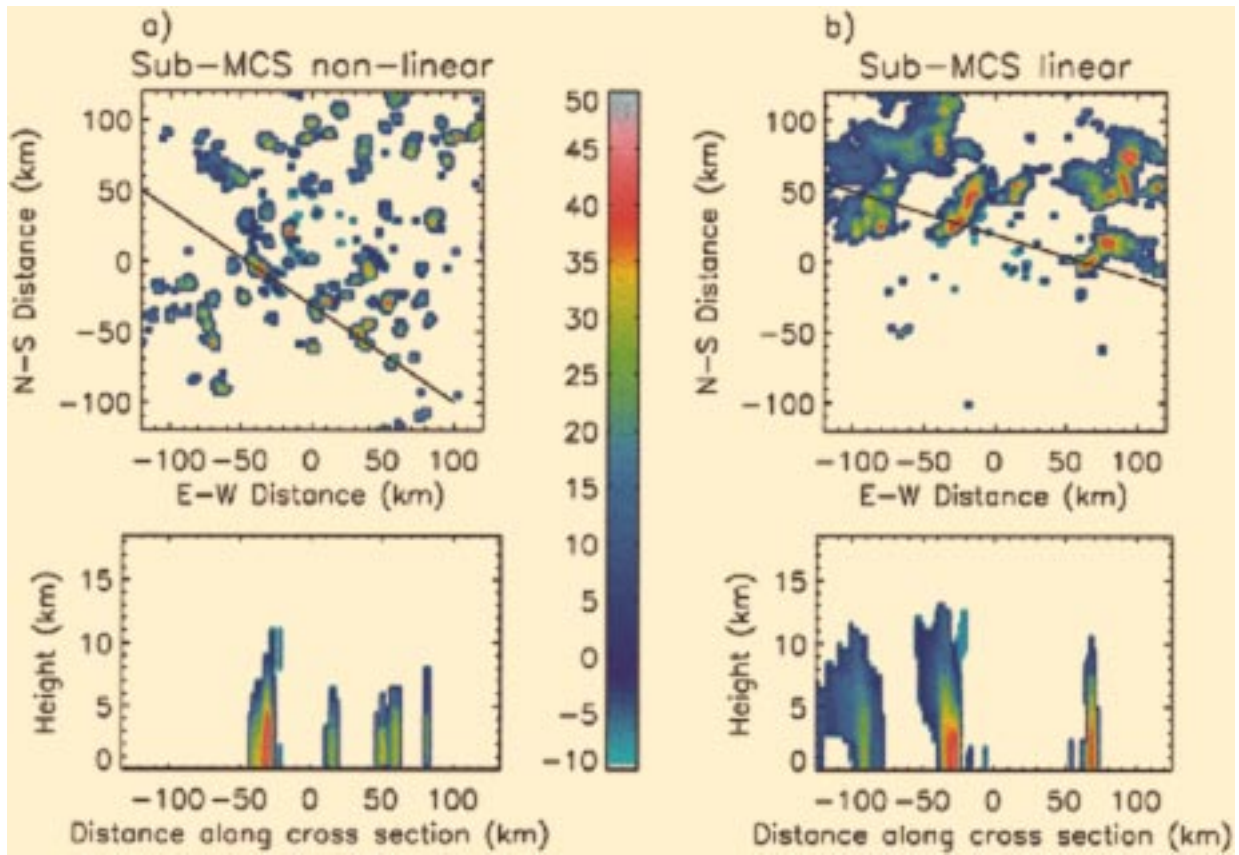 a)
Sub-MCS non-linear
100
50
0
-50
-100
N-S Distance (km)
-100 -50 0 50 100
E-W Distance (km)
15
10
5
0
Height (km)
-100 -50 0 50 100
Distance along cross section (km)
50
45
40
35
30
25
20
15
10
5
0
-5
-10
b)
Sub-MCS linear
100
50
0
-50
-100
N-S Distance (km)
-100 -50 0 50 100
E-W Distance (km)
15
10
5
0
Height (km)
-100 -50 0 50 100
Distance along cross section (km)